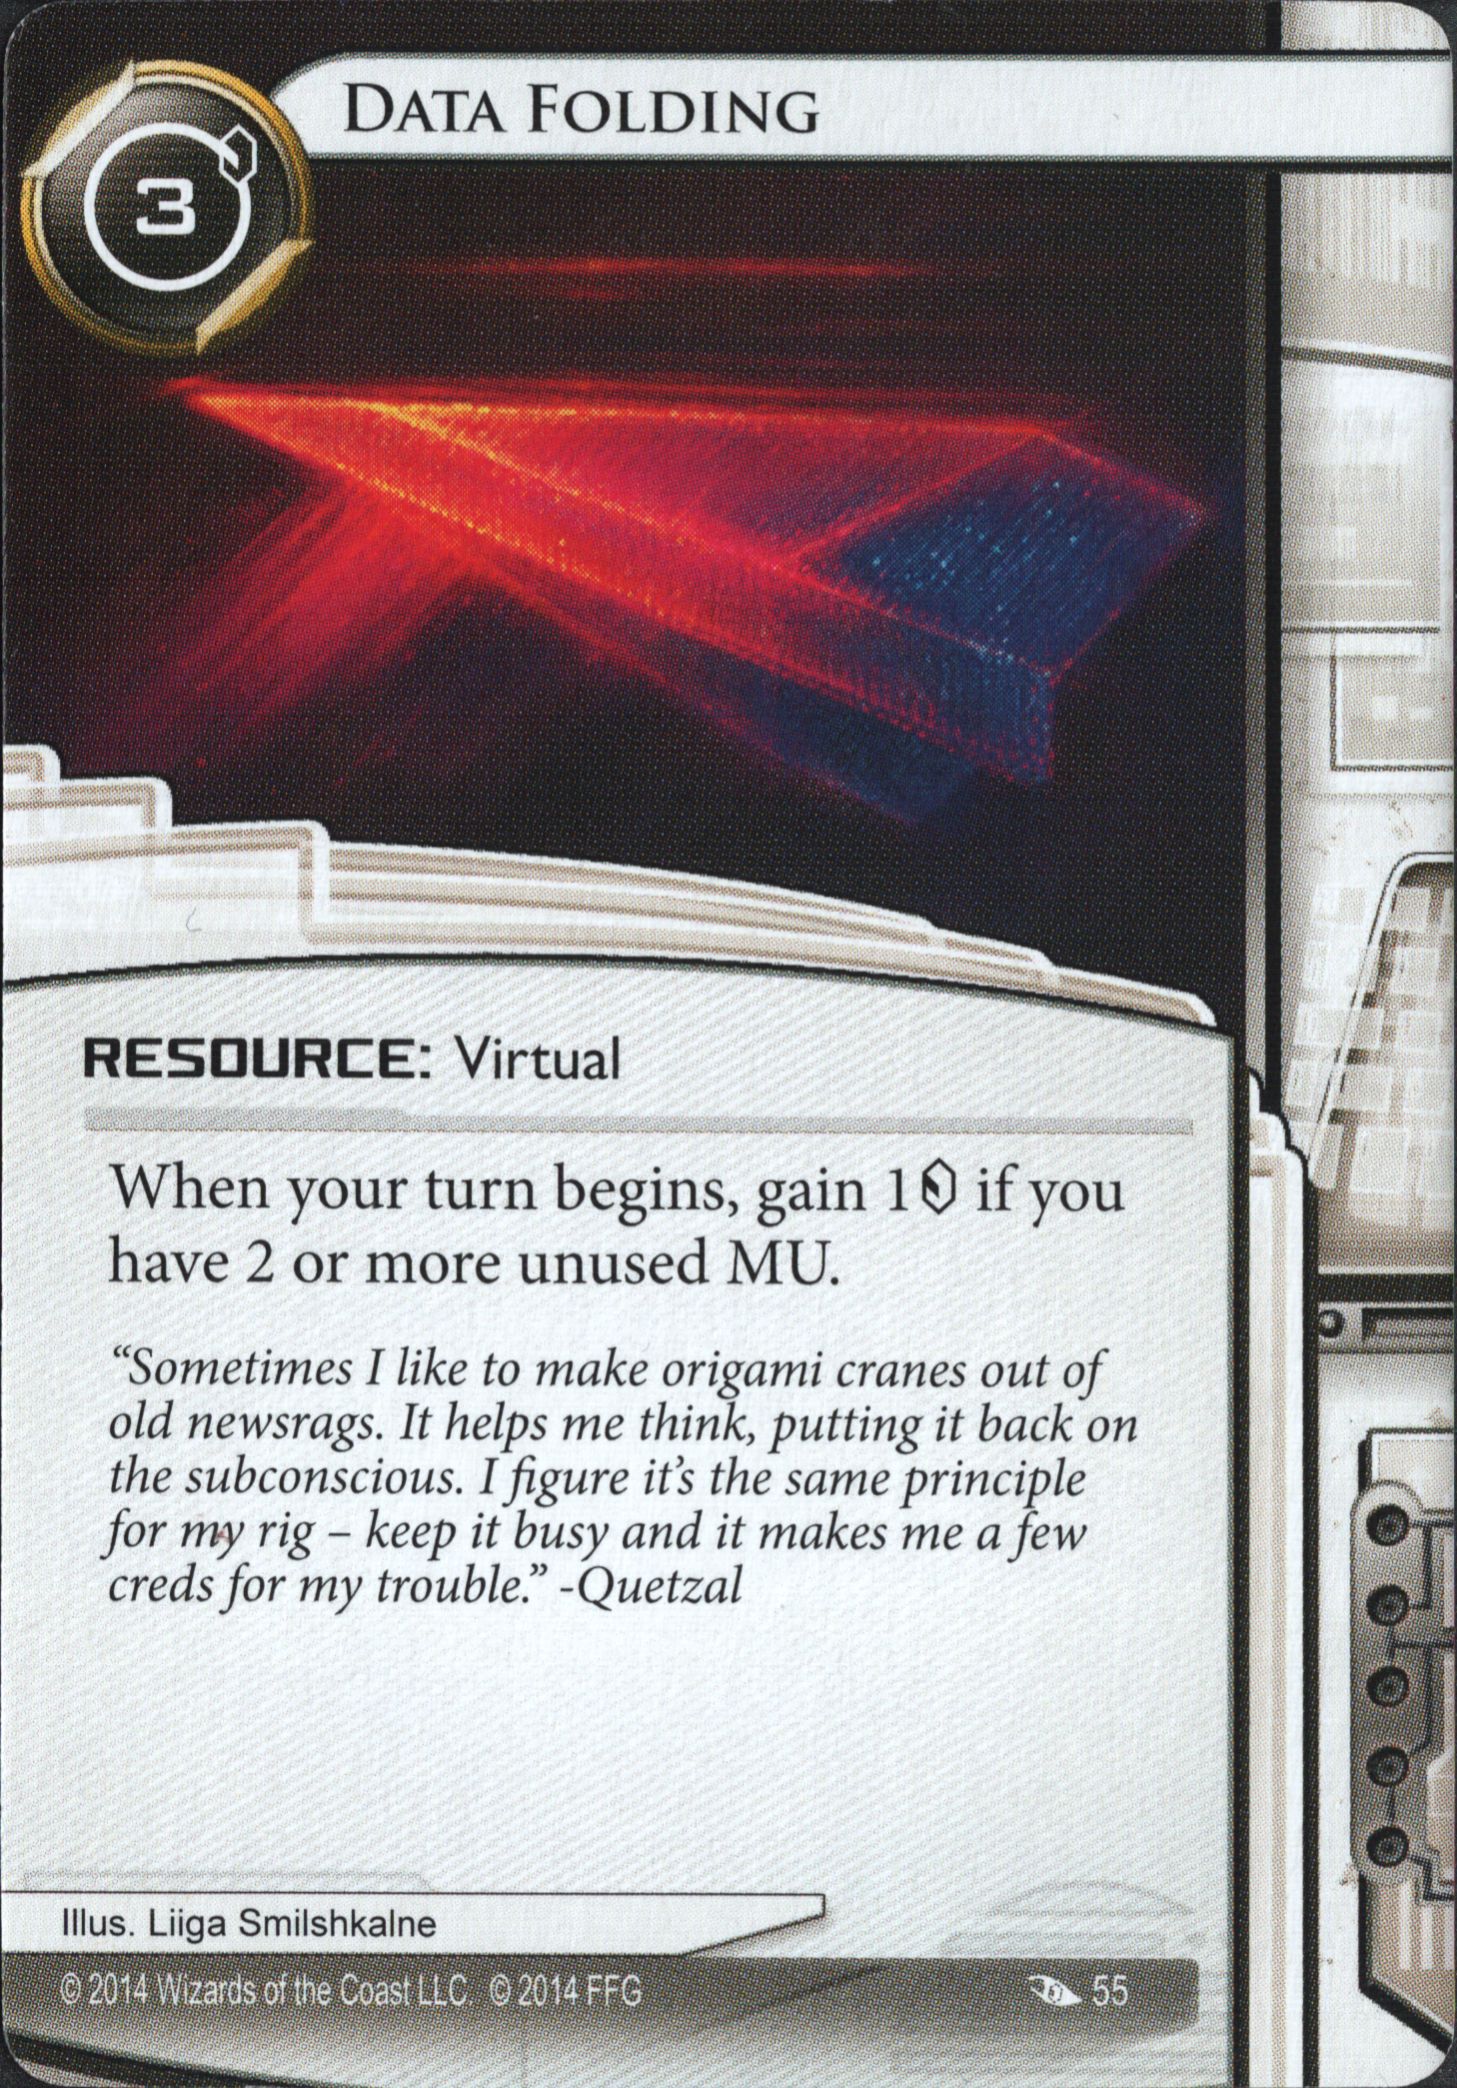 DATA FOLDING
3
RESOURCE: Virtual
When your turn begins, gain 1 if you
have 2 or more unused MU.
“Sometimes I like to make origami cranes out of
old newsrags. It helps me think, putting it back on
the subconscious. I figure it’s the same principle
for my rig – keep it busy and it makes me a few
creds for my trouble.” -Quetzal
Illus. Liiga Smilshkalne
© 2014 Wizards of the Coast LLC. © 2014 FFG
55